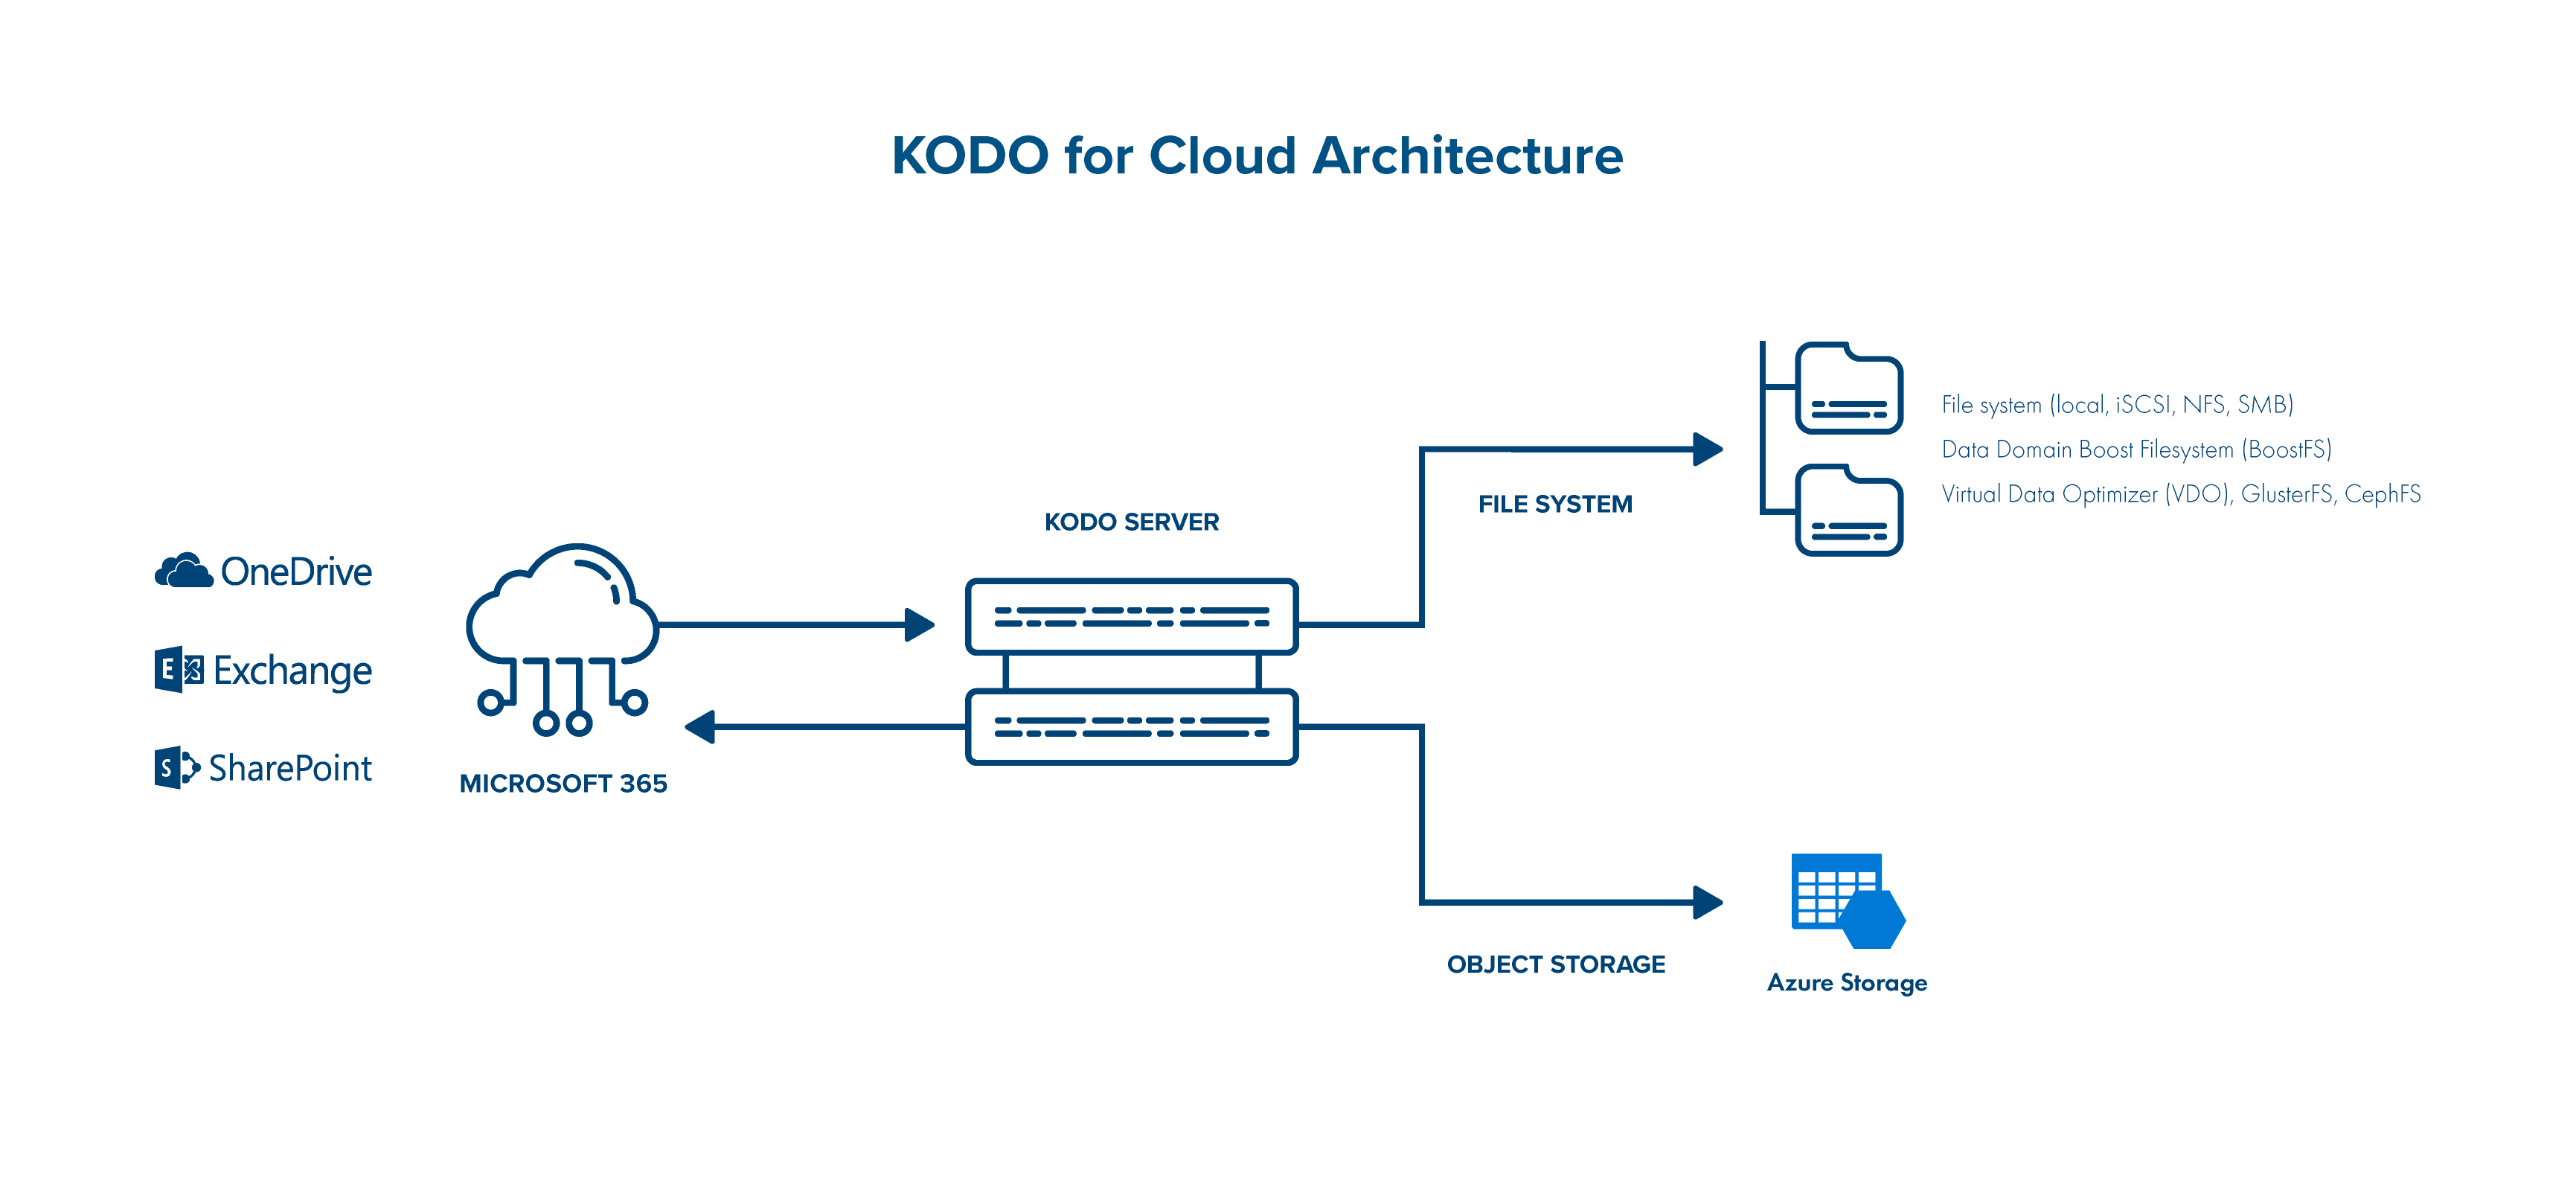 KODO for Cloud Architecture
OneDrive
Exchange
SharePoint
MICROSOFT 365
KODO SERVER
FILE SYSTEM
File system (local, iSCSI, NFS, SMB)
Data Domain Boost Filesystem (BoostFS)
Virtual Data Optimizer (VDO), GlusterFS, CephFS
OBJECT STORAGE
Azure Storage